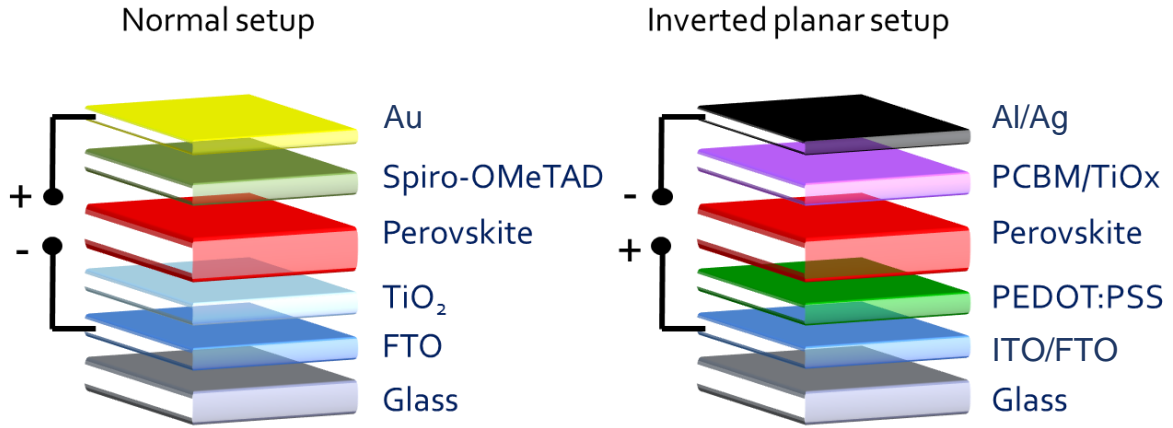 Normal setup
Au
Spiro-OMeTAD
Perovskite
TiO₂
FTO
Glass
+
-
Inverted planar setup
Al/Ag
PCBM/TiOx
Perovskite
PEDOT:PSS
ITO/FTO
Glass
-
+